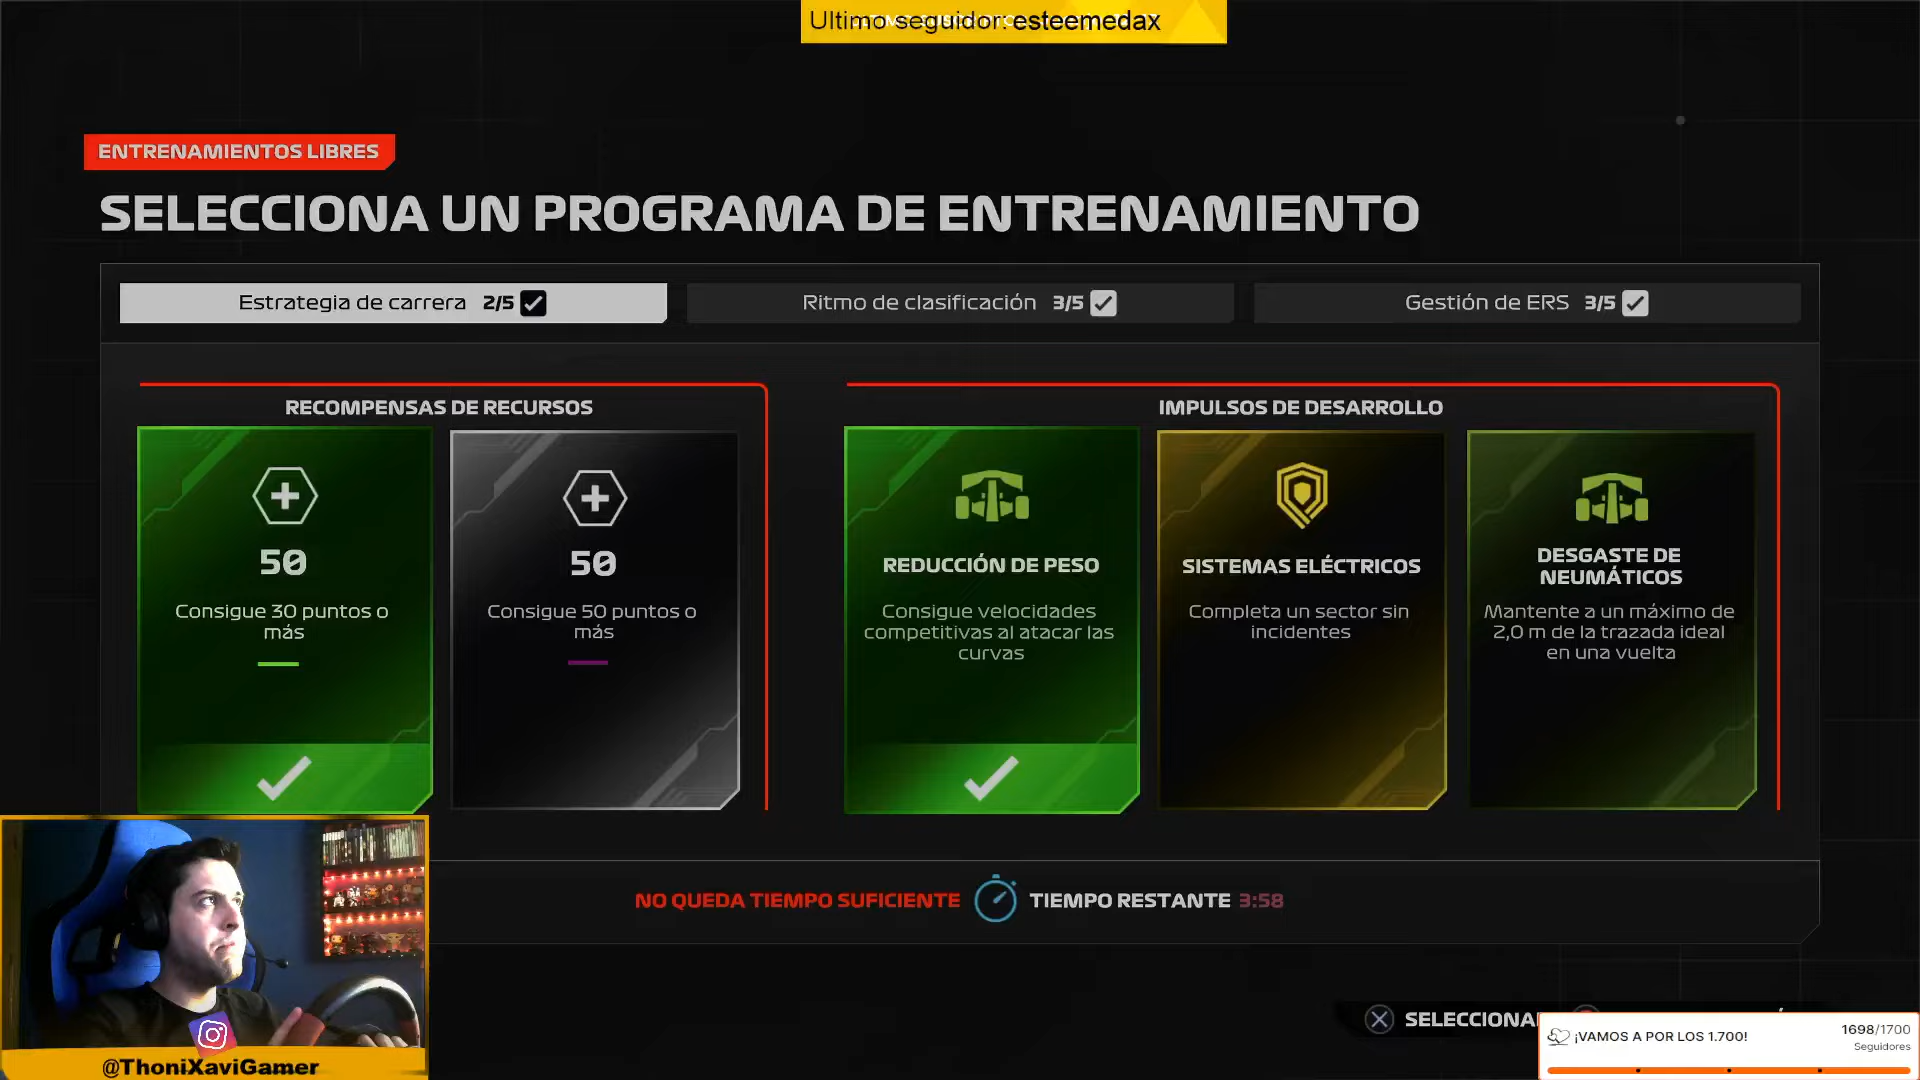 Ultimo seguidor: esteemedax
ENTRENAMIENTOS LIBRES
SELECCIONA UN PROGRAMA DE ENTRENAMIENTO
Estrategia de carrera 2/5
Ritmo de clasificación 3/5
Gestión de ERS 3/5
RECOMPENSAS DE RECURSOS
50
Consigue 30 puntos o
más
50
Consigue 50 puntos o
más
IMPULSOS DE DESARROLLO
REDUCCIÓN DE PESO
Consigue velocidades
competitivas al atacar las
curvas
SISTEMAS ELÉCTRICOS
Completa un sector sin
incidentes
DESGASTE DE
NEUMÁTICOS
Mantente a un máximo de
2,0 m de la trazada ideal
en una vuelta
NO QUEDA TIEMPO SUFICIENTE
TIEMPO RESTANTE 3:58
SELECCIONA
¡VAMOS A POR LOS 1.700!
1698/1700
Seguidores
@ThoniXaviGamer